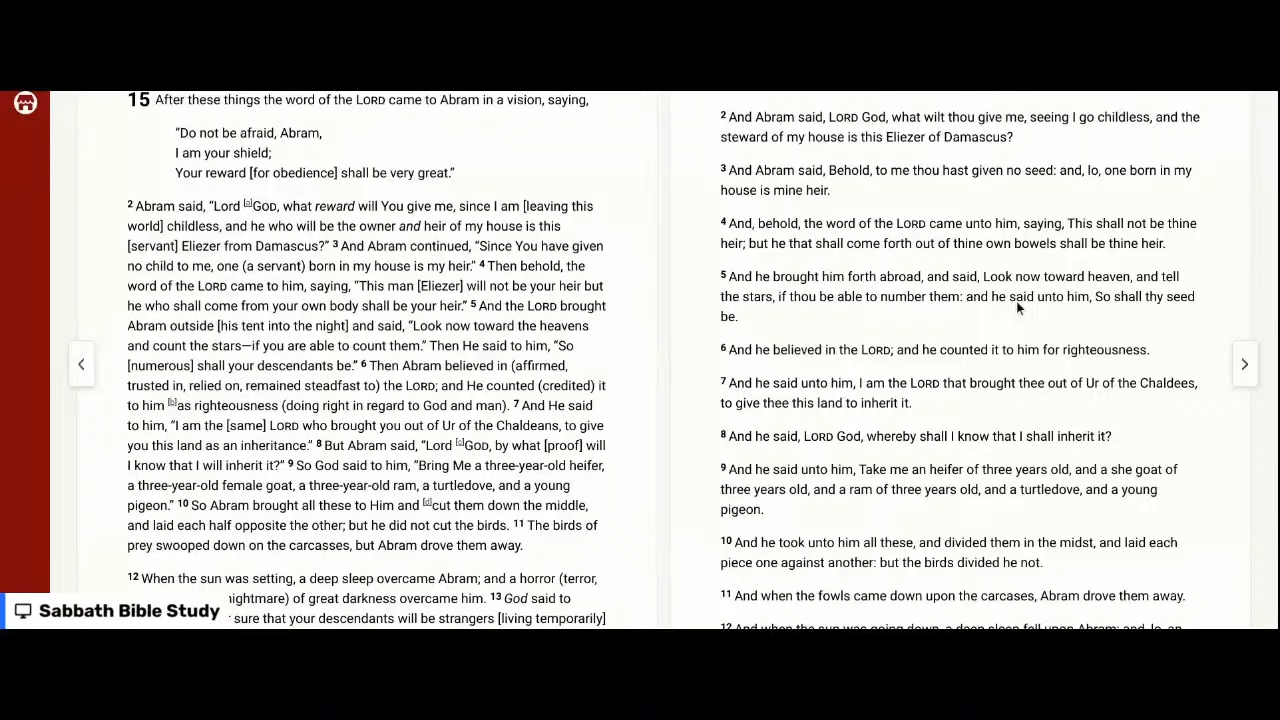 15 After these things the word of the LORD came to Abram in a vision, saying,
“Do not be afraid, Abram,
I am your shield;
Your reward [for obedience] shall be very great.”
2 Abram said, “Lord [a]GOD, what reward will You give me, since I am [leaving this
world] childless, and he who will be the owner and heir of my house is this
[servant] Eliezer from Damascus?” 3 And Abram continued, “Since You have given
no child to me, one (a servant) born in my house is my heir.” 4 Then behold, the
word of the LORD came to him, saying, “This man [Eliezer] will not be your heir but
he who shall come from your own body shall be your heir.” 5 And the LORD brought
Abram outside [his tent into the night] and said, “Look now toward the heavens
and count the stars—if you are able to count them.” Then He said to him, “So
[numerous] shall your descendants be.” 6 Then Abram believed in (affirmed,
trusted in, relied on, remained steadfast to) the LORD; and He counted (credited) it
to him [b]as righteousness (doing right in regard to God and man). 7 And He said
to him, “I am the [same] LORD who brought you out of Ur of the Chaldeans, to give
you this land as an inheritance.” 8 But Abram said, “Lord [c]GOD, by what [proof] will
I know that I will inherit it?” 9 So God said to him, “Bring Me a three-year-old heifer,
a three-year-old female goat, a three-year-old ram, a turtledove, and a young
pigeon.” 10 So Abram brought all these to Him and [d]cut them down the middle,
and laid each half opposite the other; but he did not cut the birds. 11 The birds of
prey swooped down on the carcasses, but Abram drove them away.
12 When the sun was setting, a deep sleep overcame Abram; and a horror (terror,
nightmare) of great darkness overcame him. 13 God said to
sure that your descendants will be strangers [living temporarily]
Sabbath Bible Study
2 And Abram said, LORD God, what wilt thou give me, seeing I go childless, and the
steward of my house is this Eliezer of Damascus?
3 And Abram said, Behold, to me thou hast given no seed: and, lo, one born in my
house is mine heir.
4 And, behold, the word of the LORD came unto him, saying, This shall not be thine
heir; but he that shall come forth out of thine own bowels shall be thine heir.
5 And he brought him forth abroad, and said, Look now toward heaven, and tell
the stars, if thou be able to number them: and he said unto him, So shall thy seed
be.
6 And he believed in the LORD; and he counted it to him for righteousness.
7 And he said unto him, I am the LORD that brought thee out of Ur of the Chaldees,
to give thee this land to inherit it.
8 And he said, LORD God, whereby shall I know that I shall inherit it?
9 And he said unto him, Take me an heifer of three years old, and a she goat of
three years old, and a ram of three years old, and a turtledove, and a young
pigeon.
10 And he took unto him all these, and divided them in the midst, and laid each
piece one against another: but the birds divided he not.
11 And when the fowls came down upon the carcases, Abram drove them away.
12 And when the sun was going down, a deep sleep fell upon Abram; and, lo, an